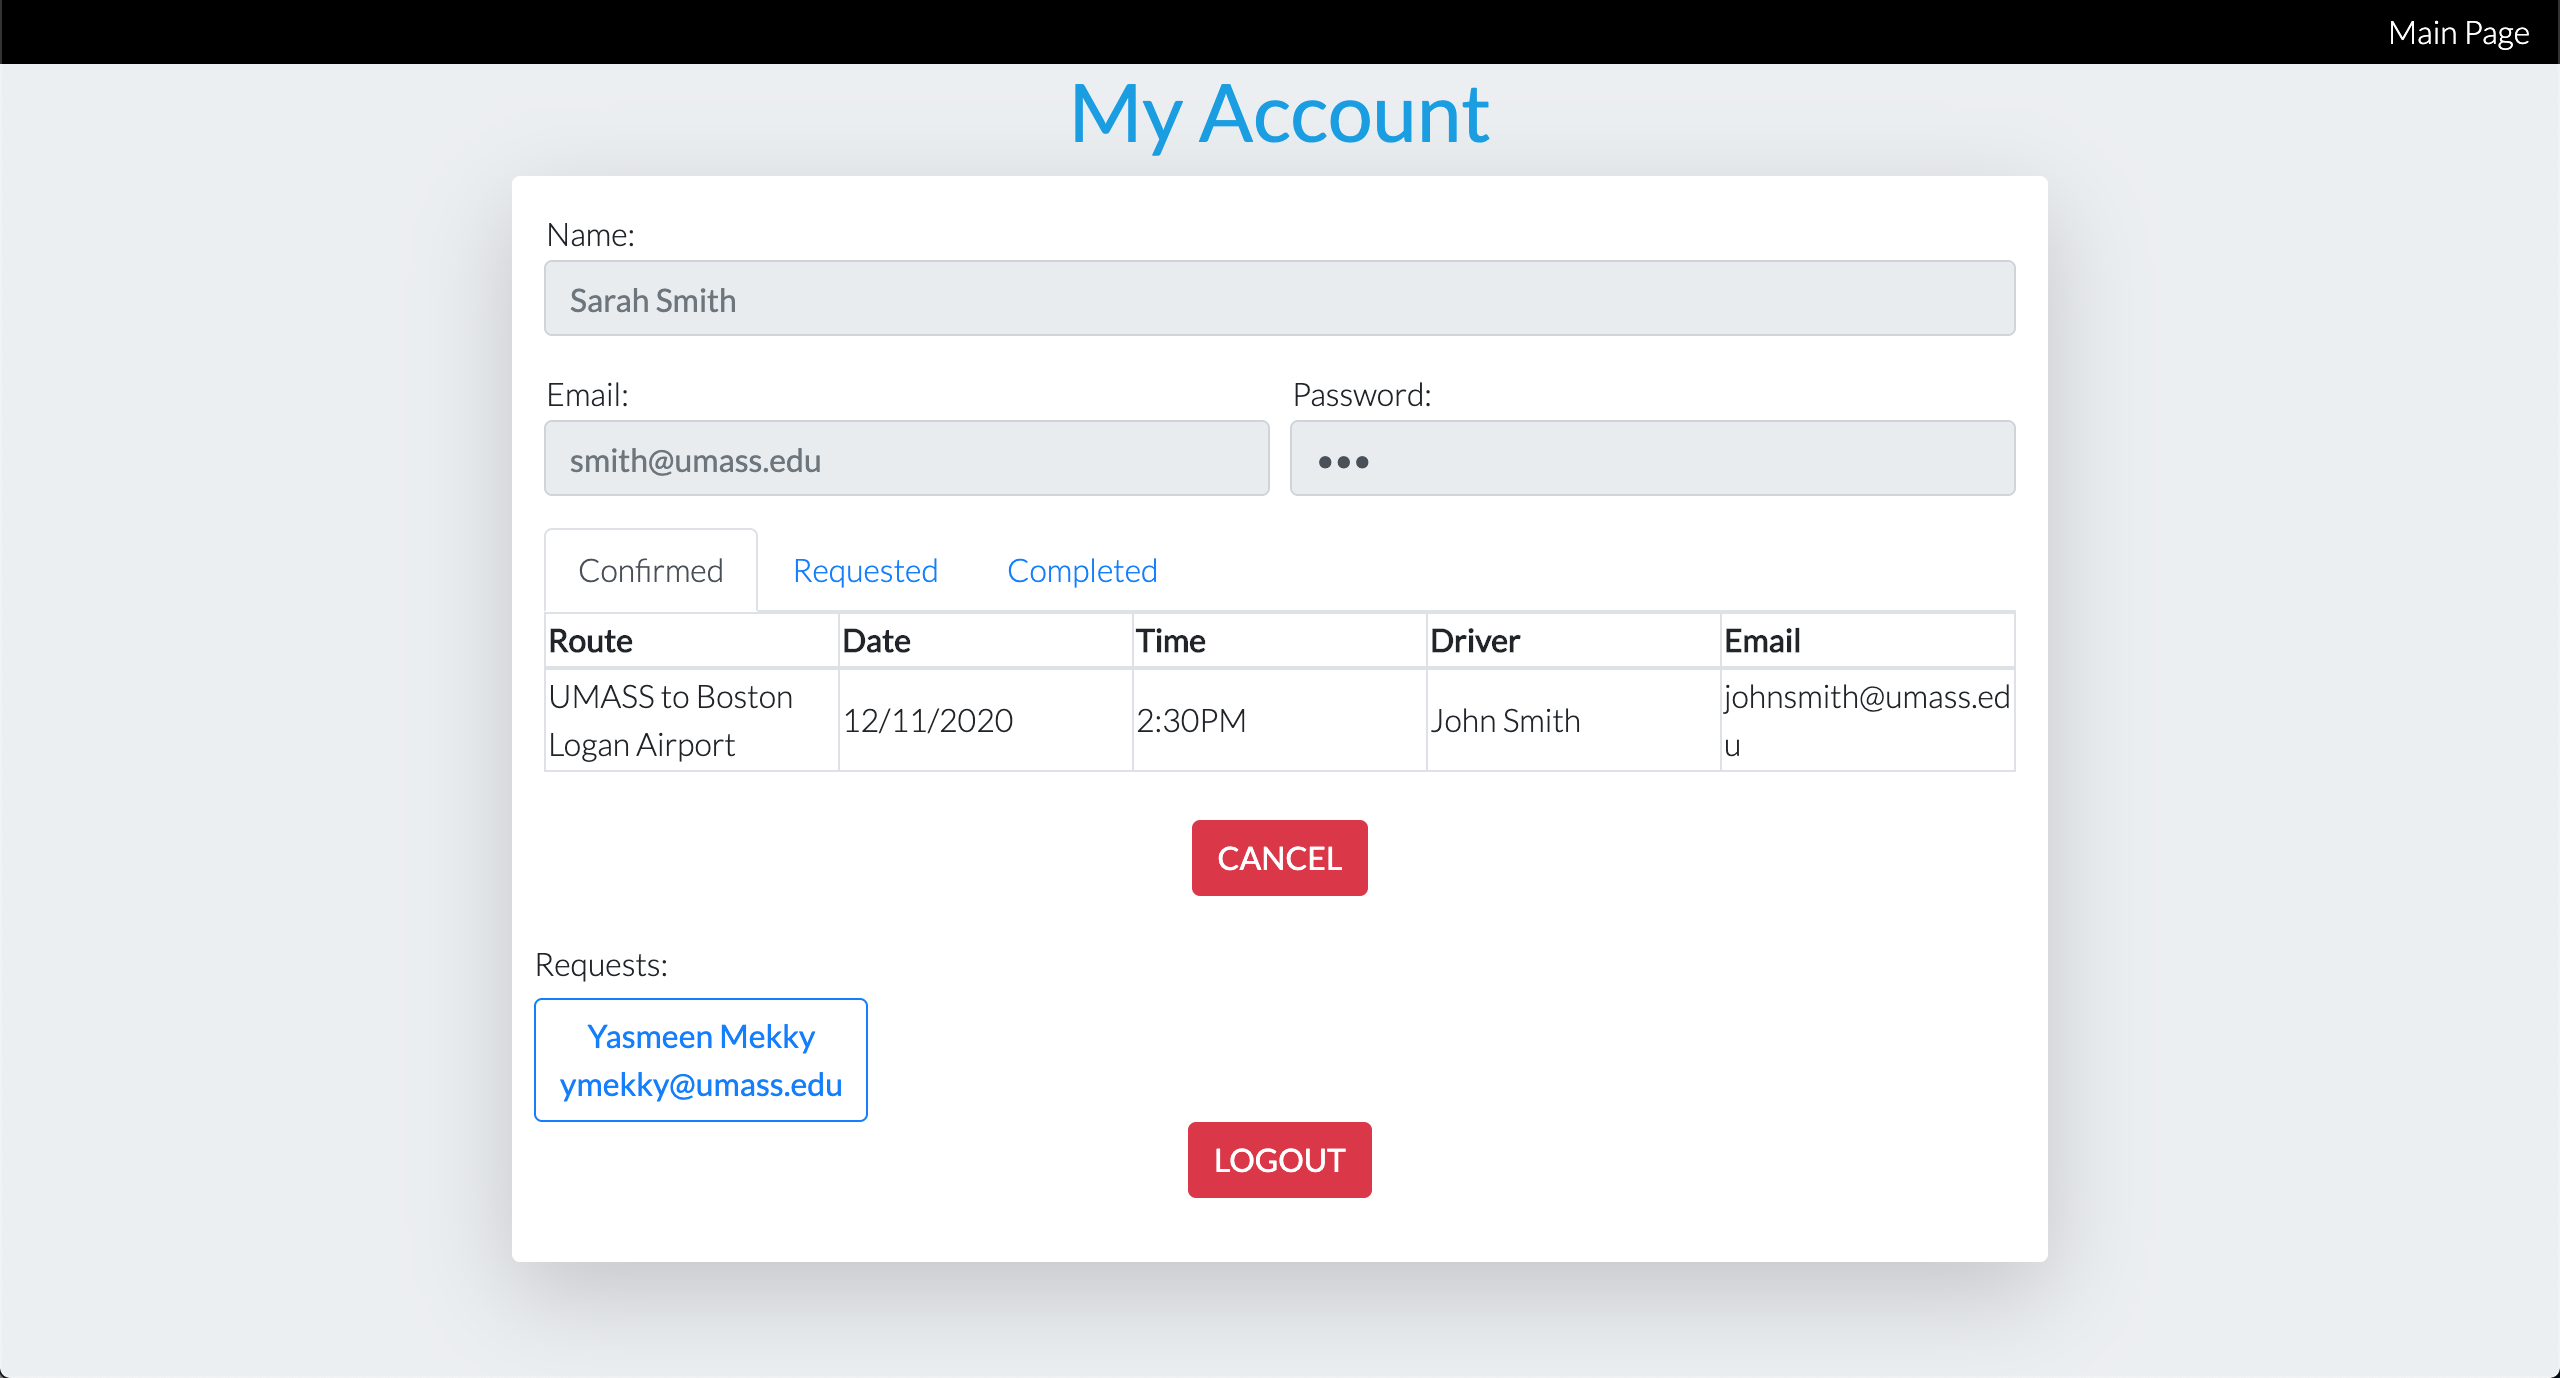 Main Page
My Account
Name:
Sarah Smith
Email:
Password:
smith@umass.edu
•••
Confirmed
Requested
Completed
Route
Date
Time
Driver
Email
UMASS to Boston
Logan Airport
12/11/2020
2:30PM
John Smith
johnsmith@umass.ed
u
CANCEL
Requests:
Yasmeen Mekky
ymekky@umass.edu
LOGOUT